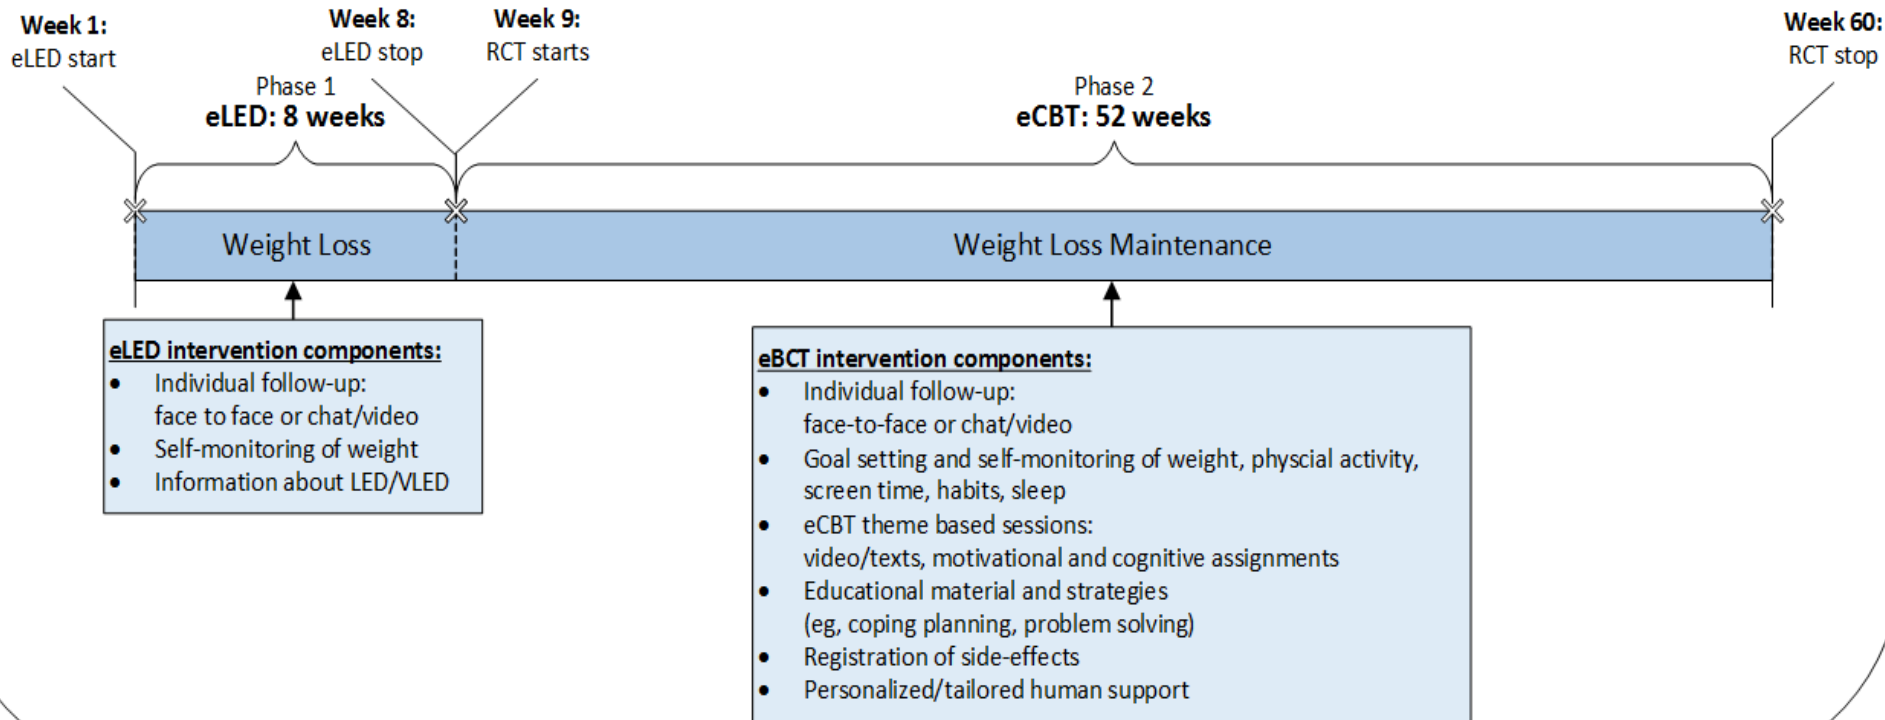 Week 1:
eLED start
Week 8:
eLED stop
Week 9:
RCT starts
Week 60:
RCT stop
Phase 1
eLED: 8 weeks
Phase 2
eCBT: 52 weeks
Weight Loss
Weight Loss Maintenance
eLED intervention components:
• Individual follow-up:
face to face or chat/video
• Self-monitoring of weight
• Information about LED/VLED
eBCT intervention components:
• Individual follow-up:
face-to-face or chat/video
• Goal setting and self-monitoring of weight, physcial activity,
screen time, habits, sleep
• eCBT theme based sessions:
video/texts, motivational and cognitive assignments
• Educational material and strategies
(eg, coping planning, problem solving)
• Registration of side-effects
• Personalized/tailored human support